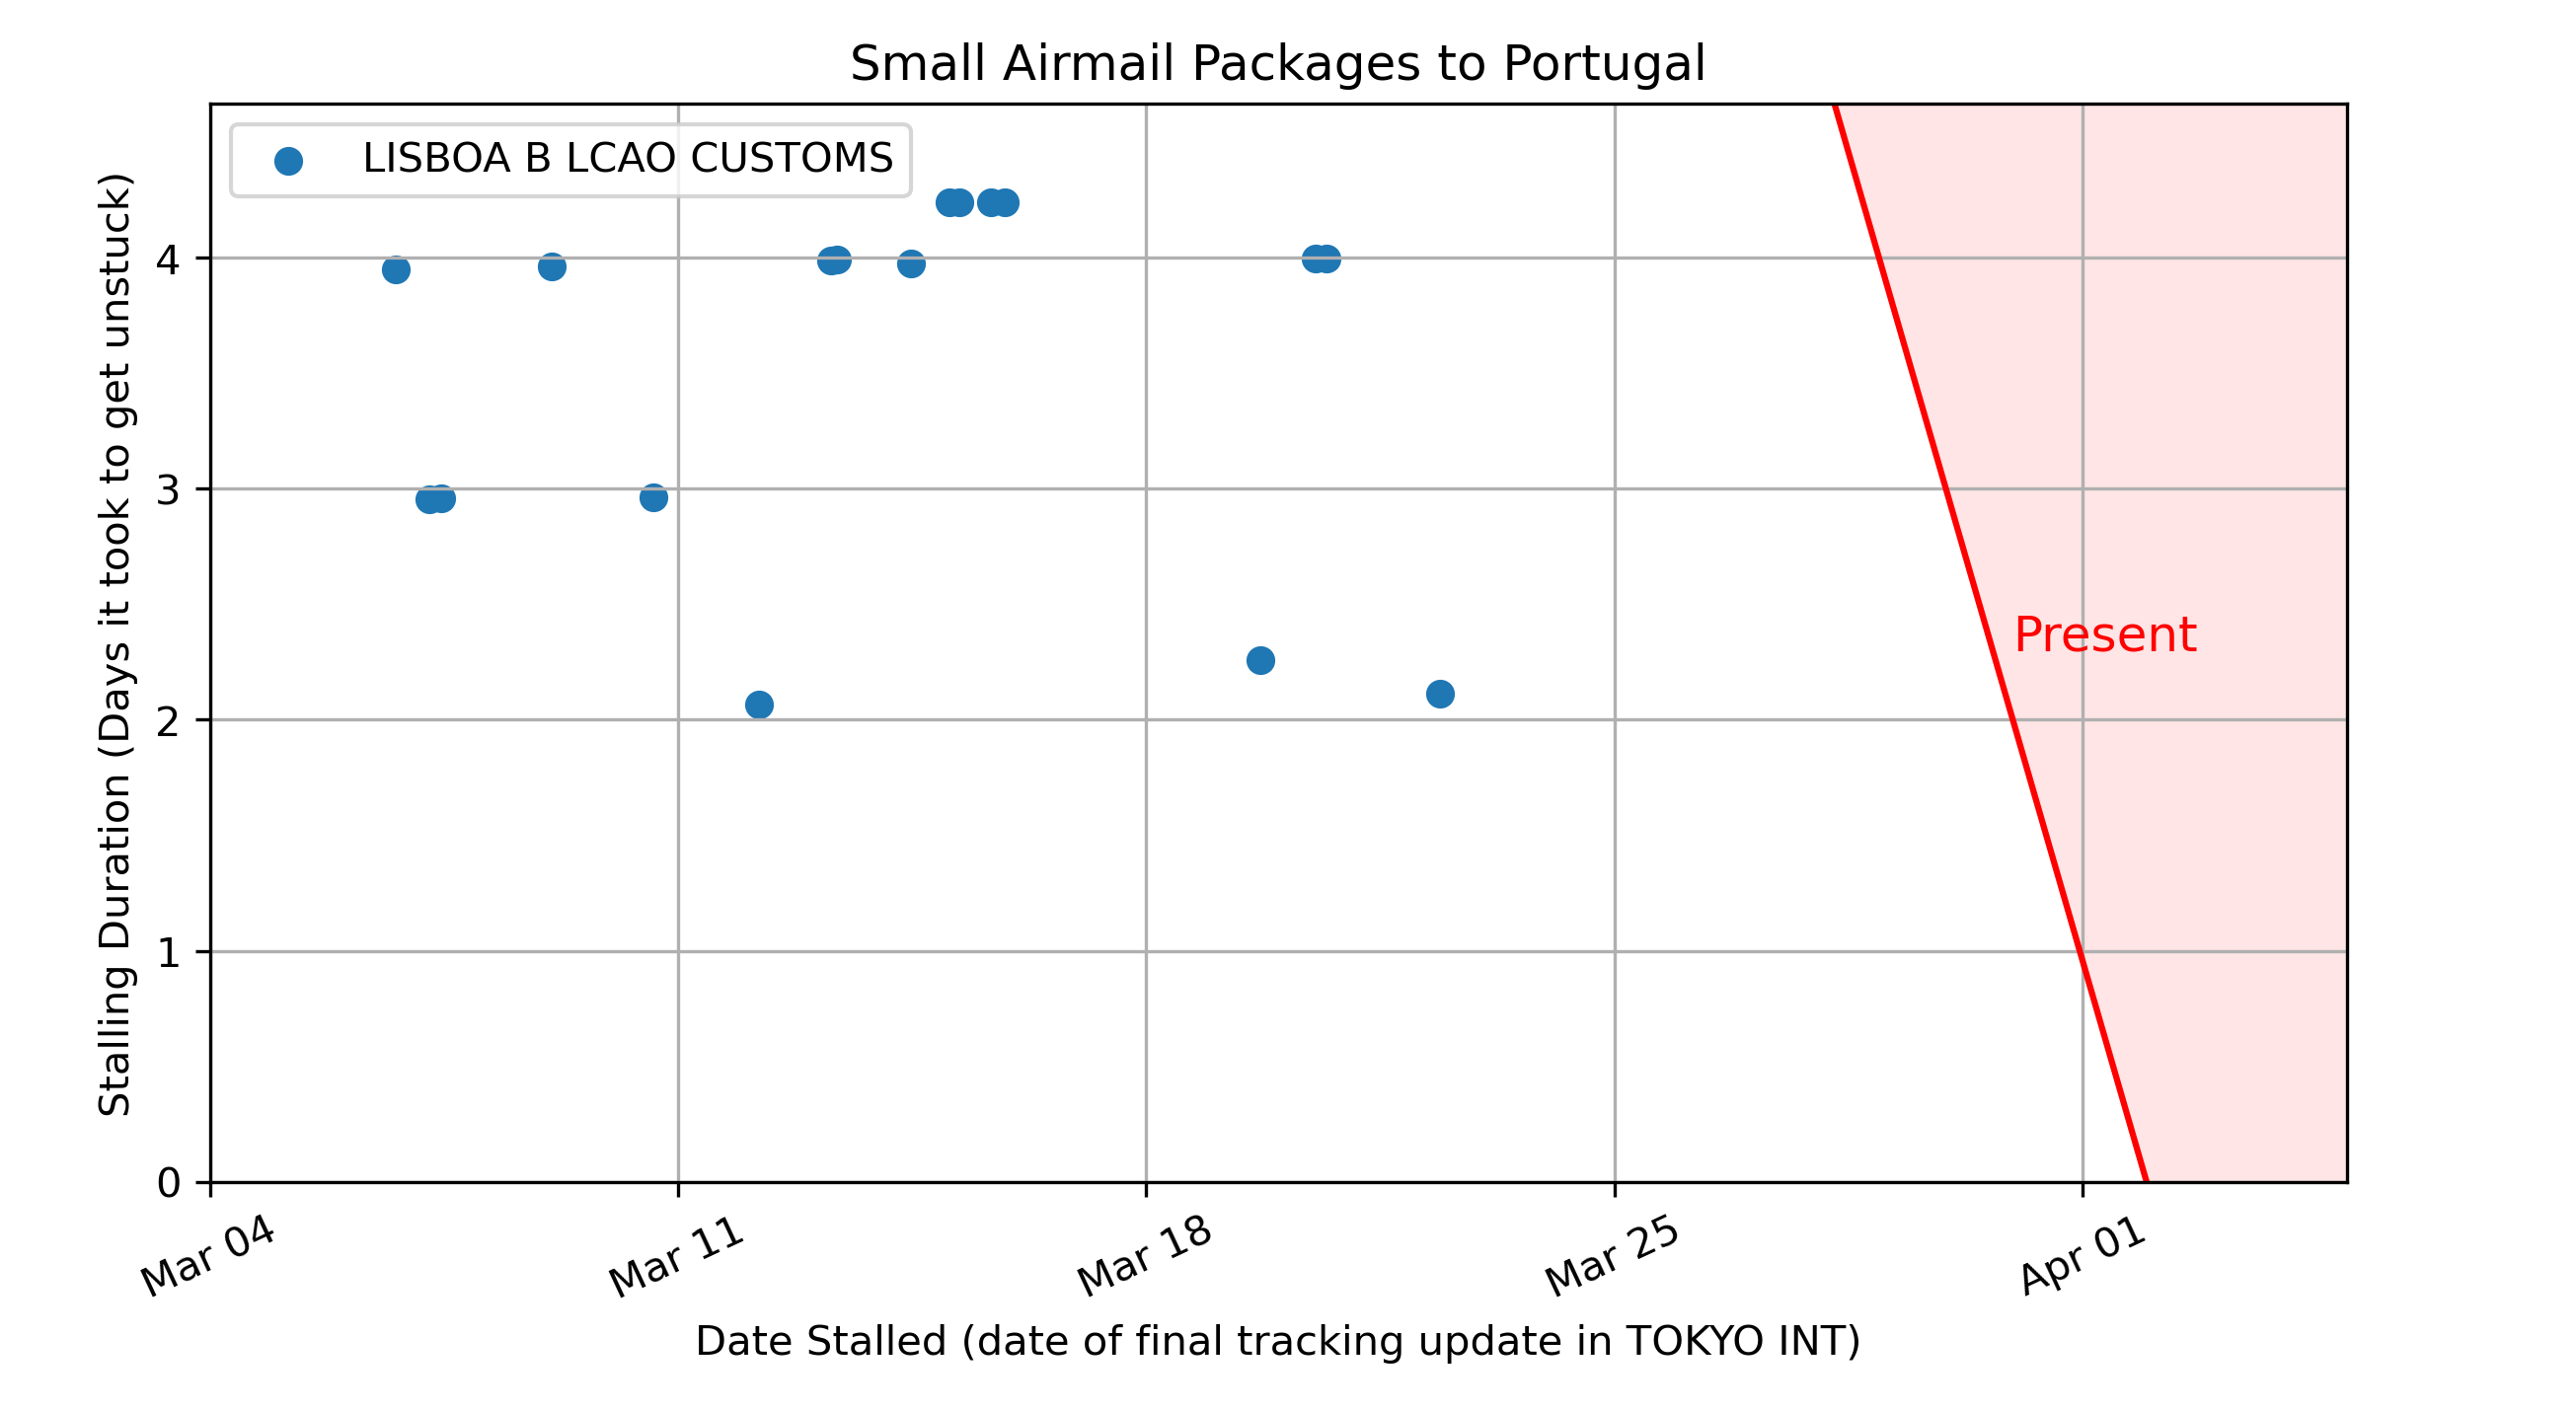 Small Airmail Packages to Portugal
LISBOA B LCAO CUSTOMS
Stalling Duration (Days it took to get unstuck)
4
3
2
1
0
Present
Mar 04
Mar 11
Mar 18
Mar 25
Apr 01
Date Stalled (date of final tracking update in TOKYO INT)